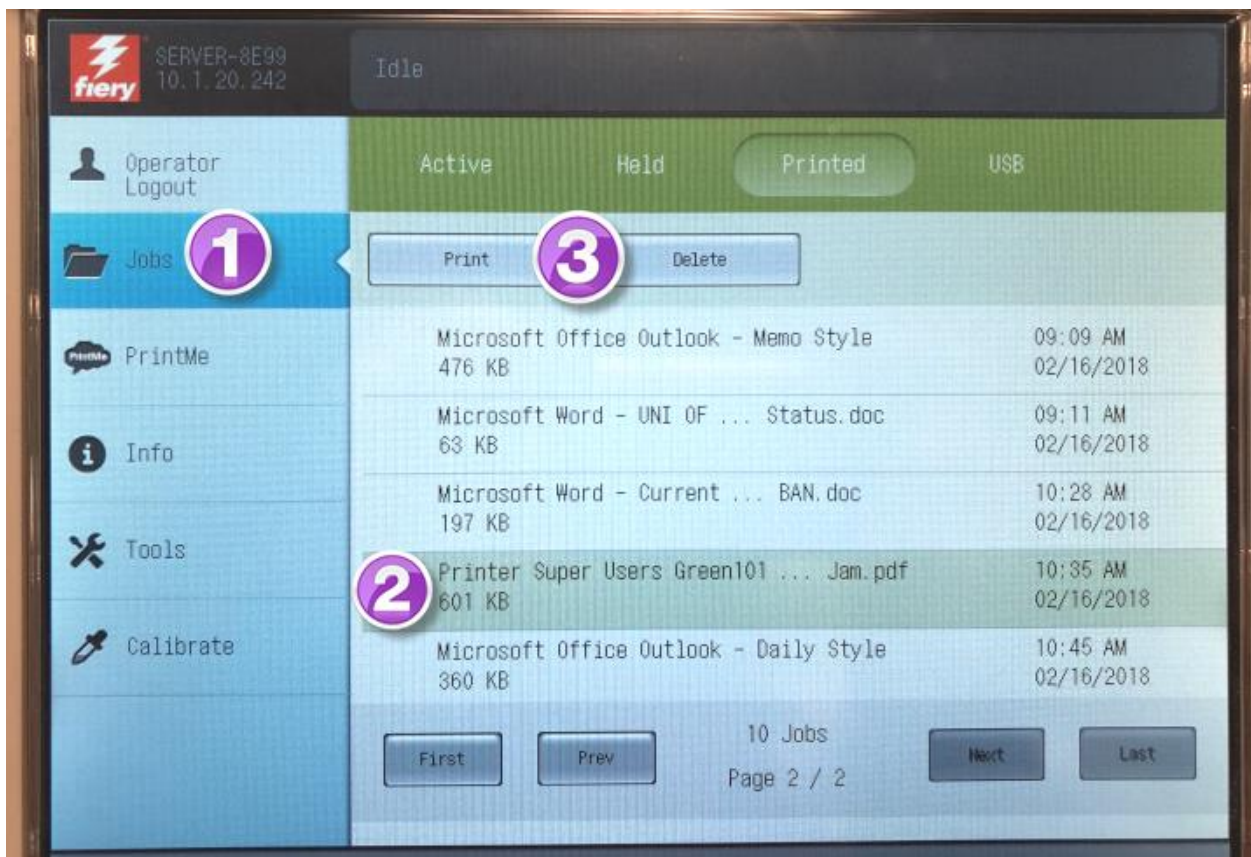 fiery
SERVER-8E99
10.1.20.242
Idle
Operator
Logout
Jobs
1
PrintMe
PrintMe
Info
Tools
Calibrate
Active
Held
Printed
USB
Print
3
Delete
Microsoft Office Outlook - Memo Style
09:09 AM
476 KB
02/16/2018
Microsoft Word - UNI OF ... Status.doc
09:11 AM
63 KB
02/16/2018
Microsoft Word - Current ... BAN.doc
10:28 AM
197 KB
02/16/2018
2
Printer Super Users Green101 ... Jam.pdf
10:35 AM
601 KB
02/16/2018
Microsoft Office Outlook - Daily Style
10:45 AM
360 KB
02/16/2018
First
Prev
10 Jobs
Page 2 / 2
Next
Last